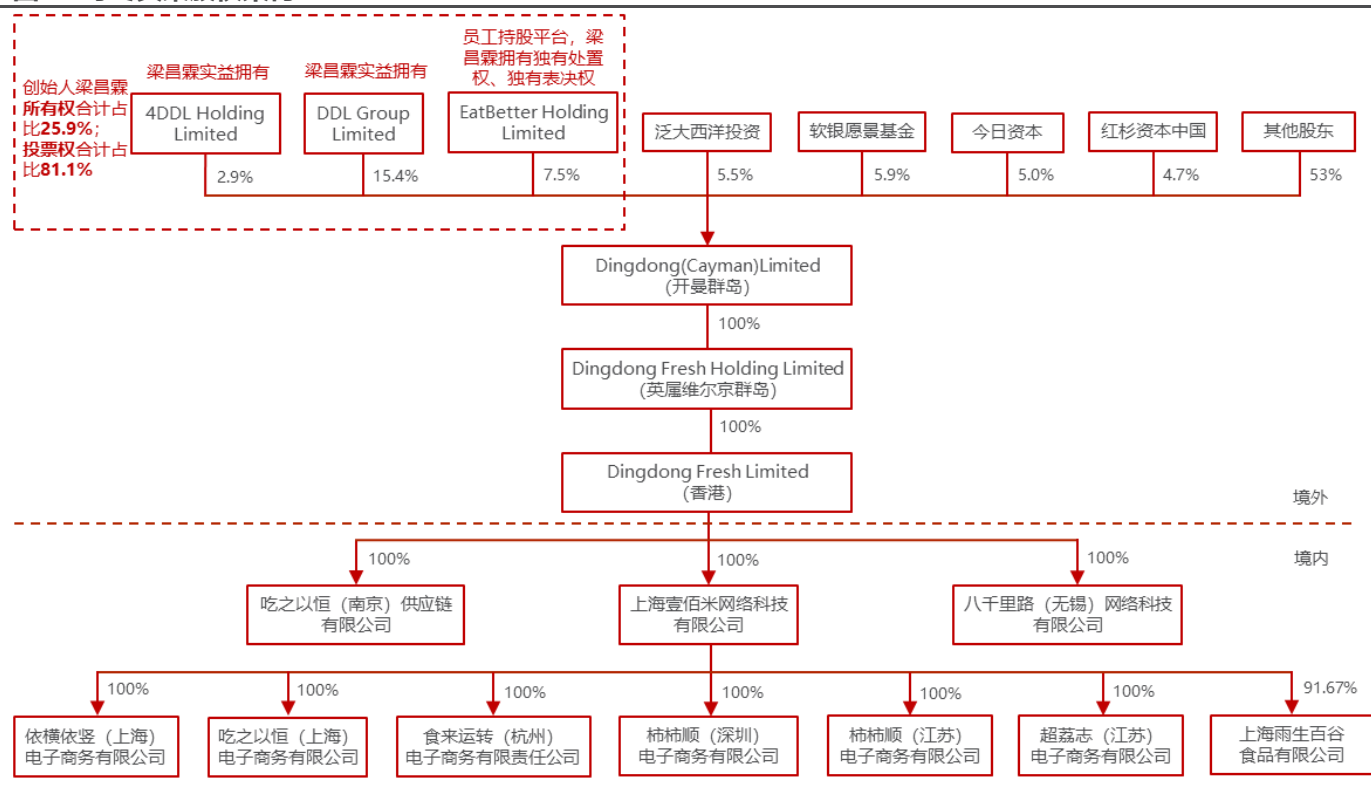 员工持股平台，梁
昌霖拥有独有处置
权、独有表决权
梁昌霖实益拥有
梁昌霖实益拥有
创始人梁昌霖
所有权合计占
比25.9%；
投票权合计占
比81.1%
4DDL Holding
Limited
DDL Group
Limited
EatBetter Holding
Limited
泛大西洋投资
软银愿景基金
今日资本
红杉资本中国
其他股东
2.9%
15.4%
7.5%
5.5%
5.9%
5.0%
4.7%
53%
Dingdong(Cayman)Limited
(开曼群岛)
100%
Dingdong Fresh Holding Limited
(英属维尔京群岛)
100%
Dingdong Fresh Limited
(香港)
境外
境内
100%
100%
100%
吃之以恒（南京）供应链
有限公司
上海壹佰米网络科技
有限公司
八千里路（无锡）网络科技
有限公司
100%
100%
100%
100%
100%
100%
91.67%
依横依竖（上海）
电子商务有限公司
吃之以恒（上海）
电子商务有限公司
食来运转（杭州）
电子商务有限责任公司
柿柿顺（深圳）
电子商务有限公司
柿柿顺（江苏）
电子商务有限公司
超荔志（江苏）
电子商务有限公司
上海雨生百谷
食品有限公司